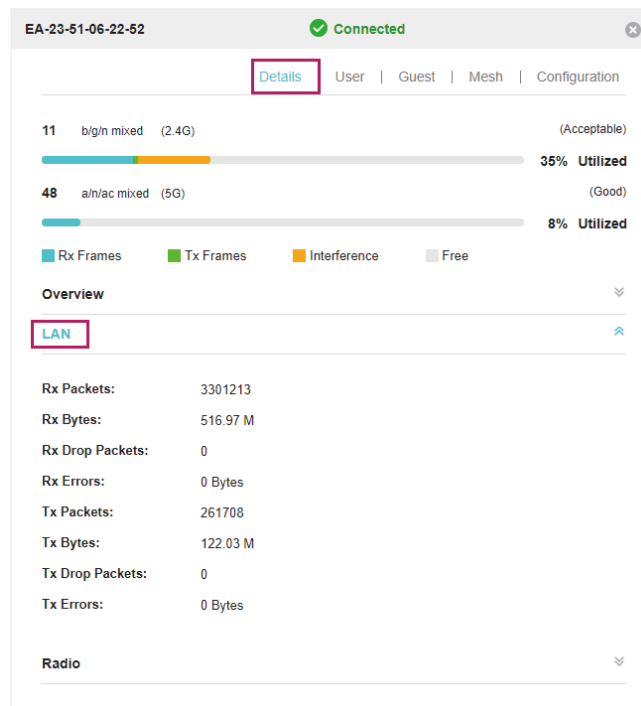 EA-23-51-06-22-52 Connected
Details User | Guest | Mesh | Configuration
11 b/g/n mixed (2.4G) (Acceptable)
35% Utilized
48 a/n/ac mixed (5G) (Good)
8% Utilized
Rx Frames Tx Frames Interference Free
Overview
LAN
Rx Packets: 3301213
Rx Bytes: 516.97 M
Rx Drop Packets: 0
Rx Errors: 0 Bytes
Tx Packets: 261708
Tx Bytes: 122.03 M
Tx Drop Packets: 0
Tx Errors: 0 Bytes
Radio